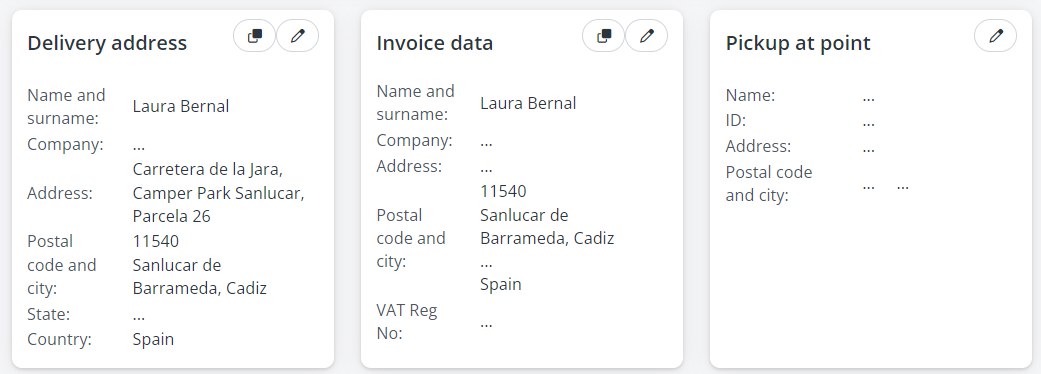 Delivery address
Name and
surname:
Laura Bernal
Company:
...
Address:
Carretera de la Jara,
Camper Park Sanlucar,
Parcela 26
Postal
code and
city:
11540
Sanlucar de
Barrameda, Cadiz
State:
...
Country:
Spain
Invoice data
Name and
surname:
Laura Bernal
Company:
...
Address:
...
Postal
code and
city:
11540
Sanlucar de
Barrameda, Cadiz
...
Spain
VAT Reg
No:
...
Pickup at point
Name:
...
ID:
...
Address:
...
Postal code
and city:
... ...